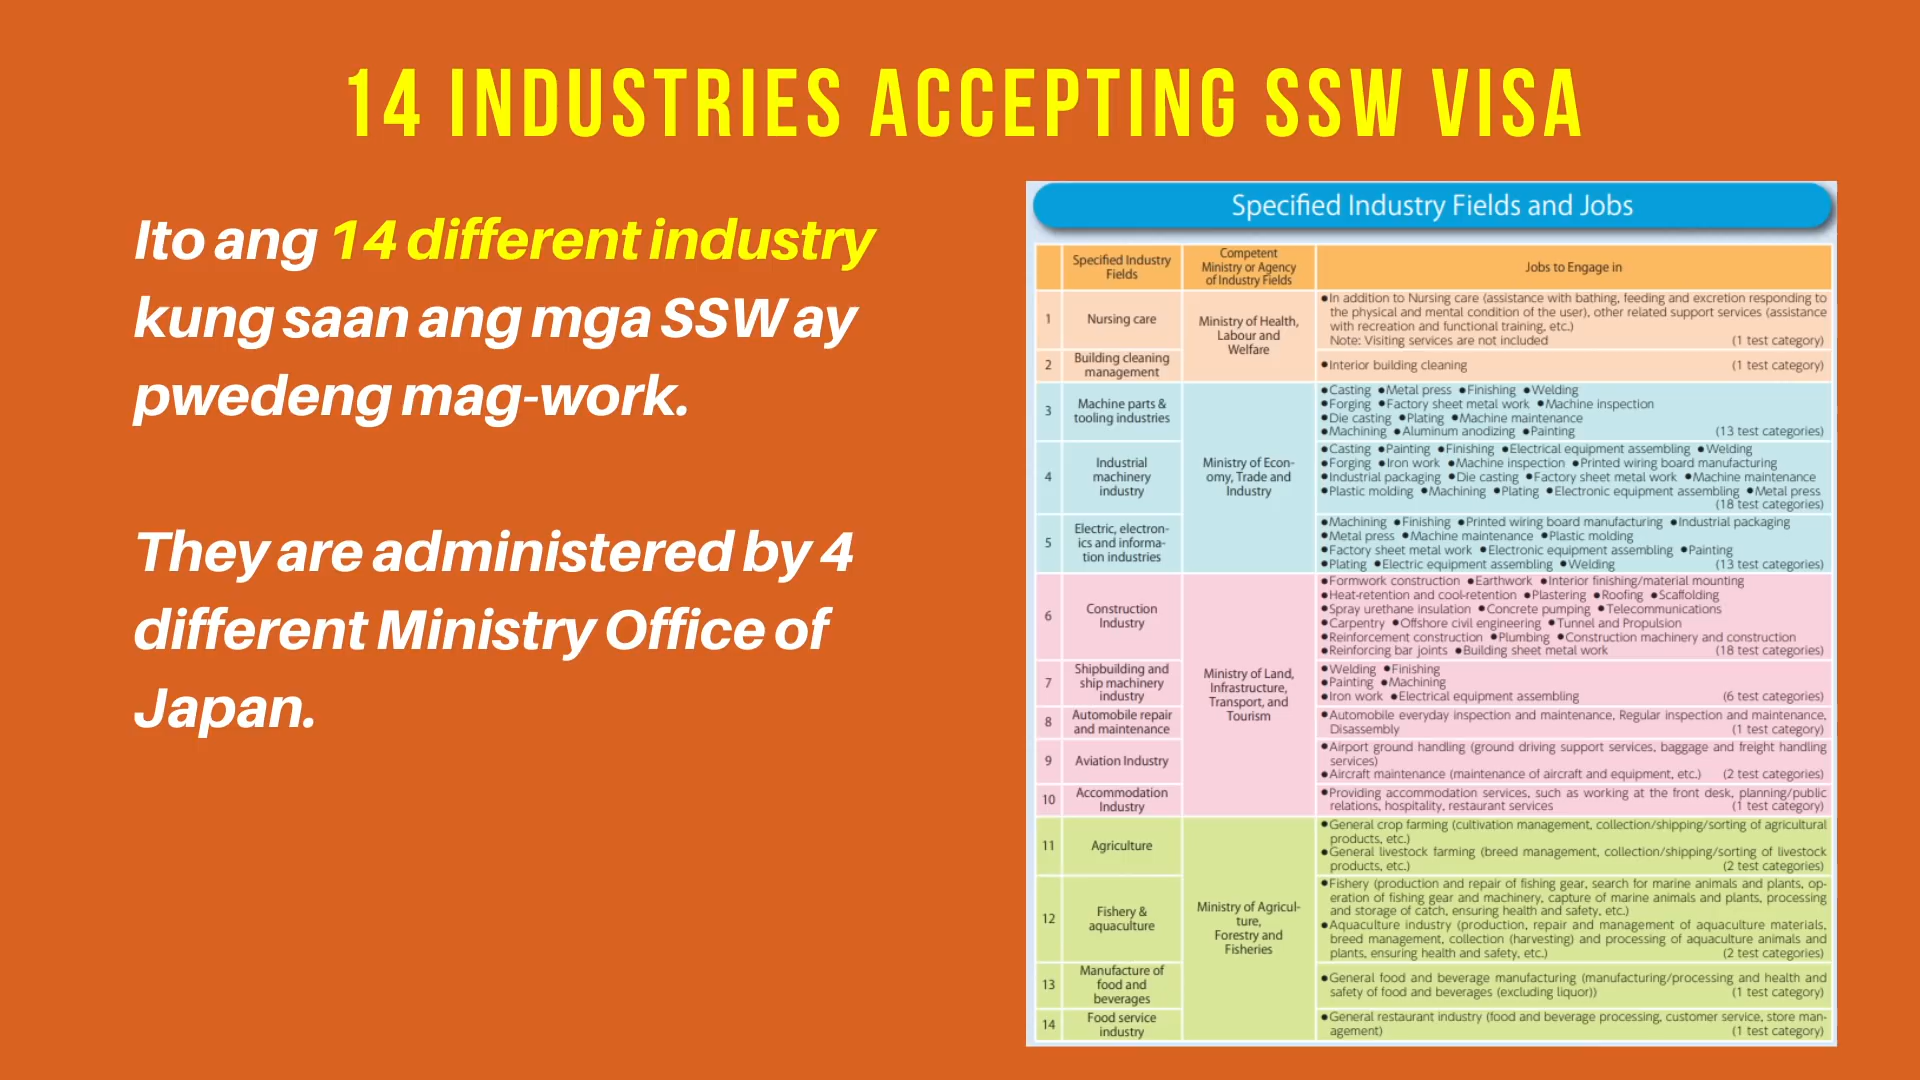 14 INDUSTRIES ACCEPTING SSW VISA
Ito ang 14 different industry
kung saan ang mga SSW ay
pwedeng mag-work.
They are administered by 4
different Ministry Office of
Japan.
Specified Industry Fields and Jobs
Specified Industry
Fields
Competent
Ministry or Agency
of Industry Fields
Jobs to Engage in
1
Nursing care
Ministry of Health,
Labour and
Welfare
●In addition to Nursing care (assistance with bathing, feeding and excretion responding to
the physical and mental condition of the user), other related support services (assistance
with recreation and functional training, etc.)
Note: Visiting services are not included (1 test category)
2
Building cleaning
management
●Interior building cleaning (1 test category)
3
Machine parts &
tooling industries
Ministry of Econ-
omy, Trade and
Industry
●Casting ●Metal press ●Finishing ●Welding
●Forging ●Factory sheet metal work ●Machine inspection
●Die casting ●Plating ●Machine maintenance
●Machining ●Aluminum anodizing ●Painting (13 test categories)
4
Industrial
machinery
industry
●Casting ●Painting ●Finishing ●Electrical equipment assembling ●Welding
●Forging ●Iron work ●Machine inspection ●Printed wiring board manufacturing
●Industrial packaging ●Die casting ●Factory sheet metal work ●Machine maintenance
●Plastic molding ●Machining ●Plating ●Electronic equipment assembling ●Metal press
(18 test categories)
5
Electric, electron-
ics and informa-
tion industries
●Machining ●Finishing ●Printed wiring board manufacturing ●Industrial packaging
●Metal press ●Machine maintenance ●Plastic molding
●Factory sheet metal work ●Electronic equipment assembling ●Painting
●Plating ●Electric equipment assembling ●Welding (13 test categories)
6
Construction
Industry
Ministry of Land,
Infrastructure,
Transport, and
Tourism
●Formwork construction ●Earthwork ●Interior finishing/material mounting
●Heat-retention and cool-retention ●Plastering ●Roofing ●Scaffolding
●Spray urethane insulation ●Concrete pumping ●Telecommunications
●Carpentry ●Offshore civil engineering ●Tunnel and Propulsion
●Reinforcement construction ●Plumbing ●Construction machinery and construction
●Reinforcing bar joints ●Building sheet metal work (18 test categories)
7
Shipbuilding and
ship machinery
industry
●Welding ●Finishing
●Painting ●Machining
●Iron work ●Electrical equipment assembling (6 test categories)
8
Automobile repair
and maintenance
●Automobile everyday inspection and maintenance, Regular inspection and maintenance,
Disassembly (1 test category)
9
Aviation Industry
●Airport ground handling (ground driving support services, baggage and freight handling
services)
●Aircraft maintenance (maintenance of aircraft and equipment, etc.) (2 test categories)
10
Accommodation
Industry
●Providing accommodation services, such as working at the front desk, planning/public
relations, hospitality, restaurant services (1 test category)
11
Agriculture
Ministry of Agricul-
ture,
Forestry and
Fisheries
●General crop farming (cultivation management, collection/shipping/sorting of agricultural
products, etc.)
●General livestock farming (breed management, collection/shipping/sorting of livestock
products, etc.) (2 test categories)
12
Fishery &
aquaculture
●Fishery (production and repair of fishing gear, search for marine animals and plants, op-
eration of fishing gear and machinery, capture of marine animals and plants, processing
and storage of catch, ensuring health and safety, etc.)
●Aquaculture industry (production, repair and management of aquaculture materials,
breed management, collection (harvesting) and processing of aquaculture animals and
plants, ensuring health and safety, etc.) (2 test categories)
13
Manufacture of
food and
beverages
●General food and beverage manufacturing (manufacturing/processing and health and
safety of food and beverages (excluding liquor)) (1 test category)
14
Food service
industry
●General restaurant industry (food and beverage processing, customer service, store man-
agement) (1 test category)